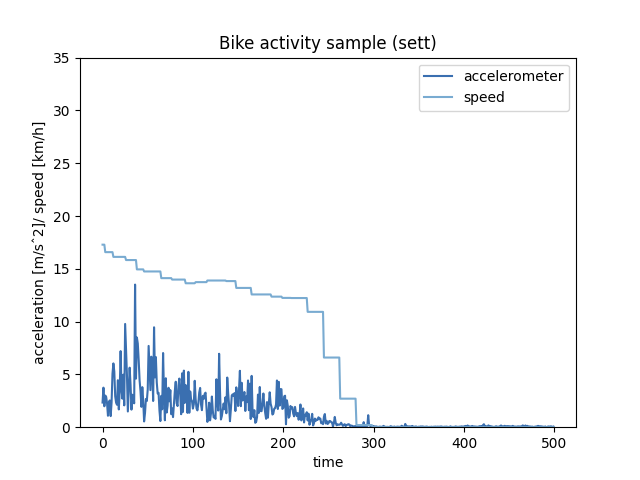 Bike activity sample (sett)
accelerometer
speed
acceleration [m/sˆ2]/ speed [km/h]
35
30
25
20
15
10
5
0
0 100 200 300 400 500
time